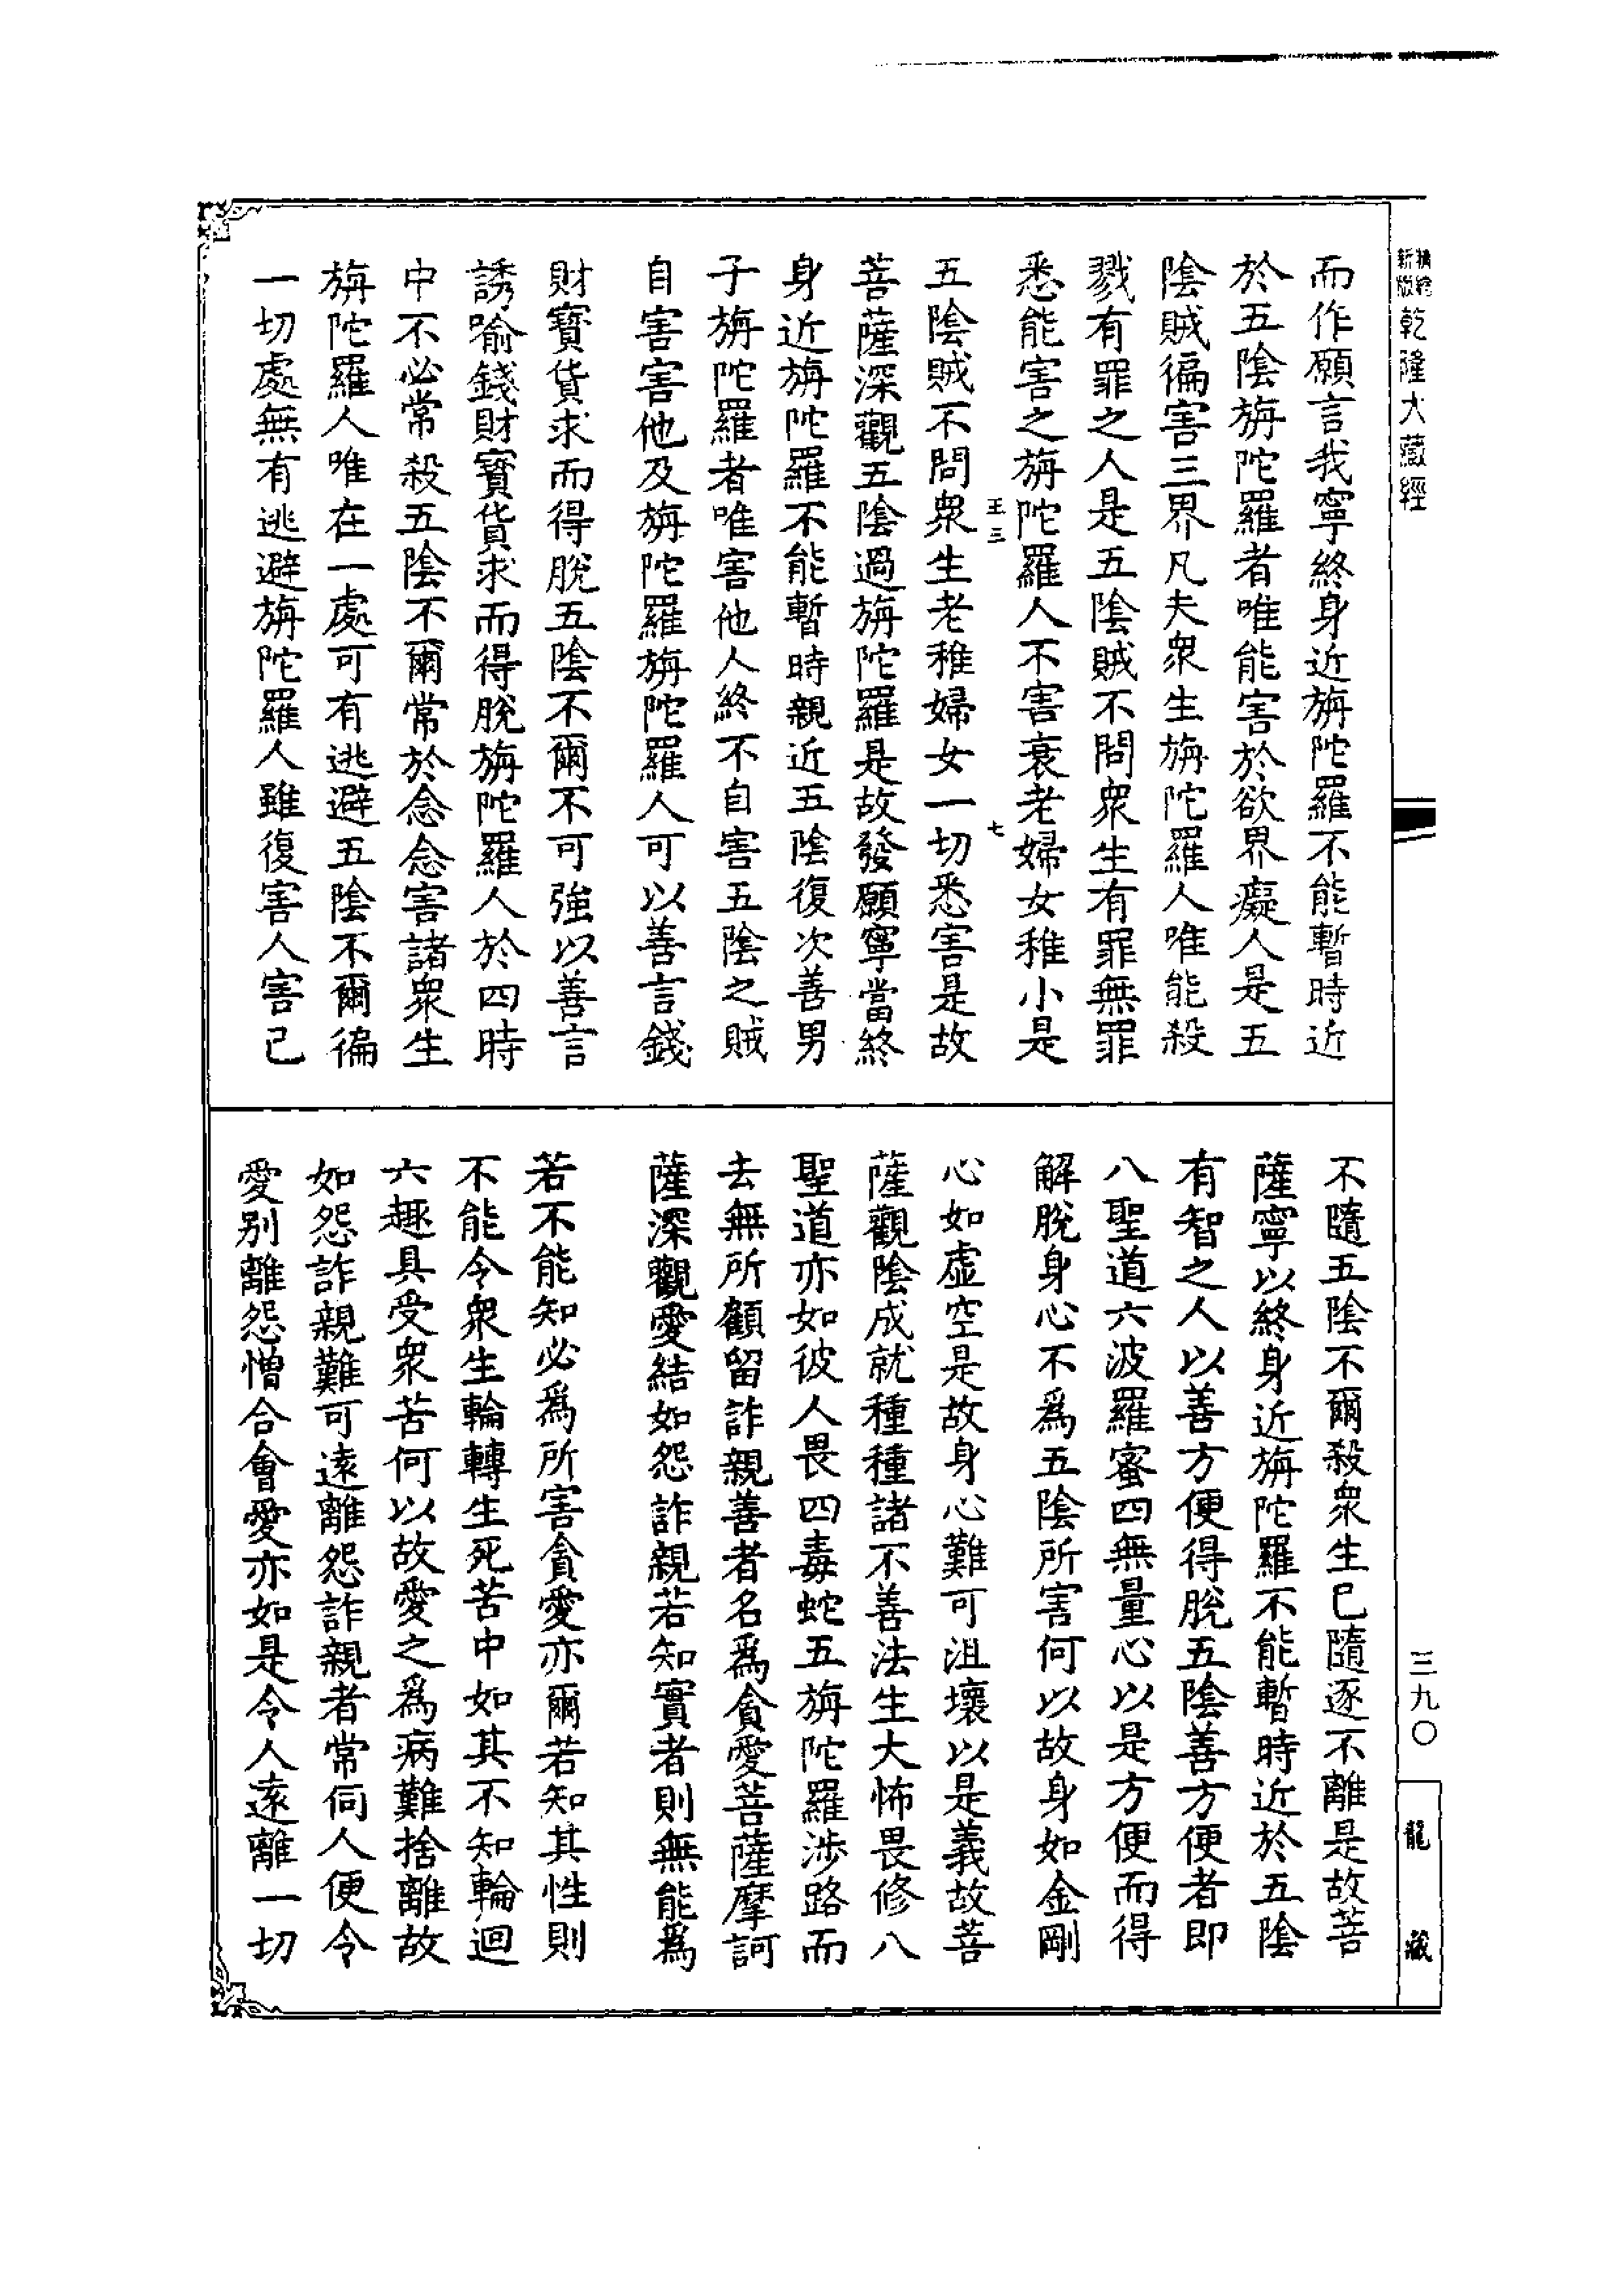 新版
精繪
乾隆大藏經
三九〇
龍藏
而作願言我寧終身近旃陀羅不能暫時近
於五陰旃陀羅者唯能害於欲界癡人是五
陰賊徧害三界凡夫衆生旃陀羅人唯能殺
戮有罪之人是五陰賊不問衆生有罪無罪
悉能害之旃陀羅人不害衰老婦女稚小是
王三
七
五陰賊不問衆生老稚婦女一切悉害是故
菩薩深觀五陰過旃陀羅是故發願寧當終
身近旃陀羅不能暫時親近五陰復次善男
子旃陀羅者唯害他人終不自害五陰之賊
自害害他及旃陀羅旃陀羅人可以善言錢
財寶貨求而得脫五陰不爾不可強以善言
誘喻錢財寶貨求而得脫旃陀羅人於四時
中不必常殺五陰不爾常於念念害諸衆生
旃陀羅人唯在一處可有逃避五陰不爾徧
一切處無有逃避旃陀羅人雖復害人害已
不隨五陰不爾殺衆生已隨逐不離是故菩
薩寧以終身近旃陀羅不能暫時近於五陰
有智之人以善方便得脫五陰善方便者即
八聖道六波羅蜜四無量心以是方便而得
解脫身心不爲五陰所害何以故身如金剛
心如虛空是故身心難可沮壞以是義故菩
薩觀陰成就種種諸不善法生大怖畏修八
聖道亦如彼人畏四毒蛇五旃陀羅涉路而
去無所顧留詐親善者名爲貪愛菩薩摩訶
薩深觀愛結如怨詐親若知實者則無能爲
若不能知必爲所害貪愛亦爾若知其性則
不能令衆生輪轉生死苦中如其不知輪迴
六趣具受衆苦何以故愛之爲病難捨離故
如怨詐親難可遠離怨詐親者常伺人便令
愛别離怨憎合會愛亦如是令人遠離一切